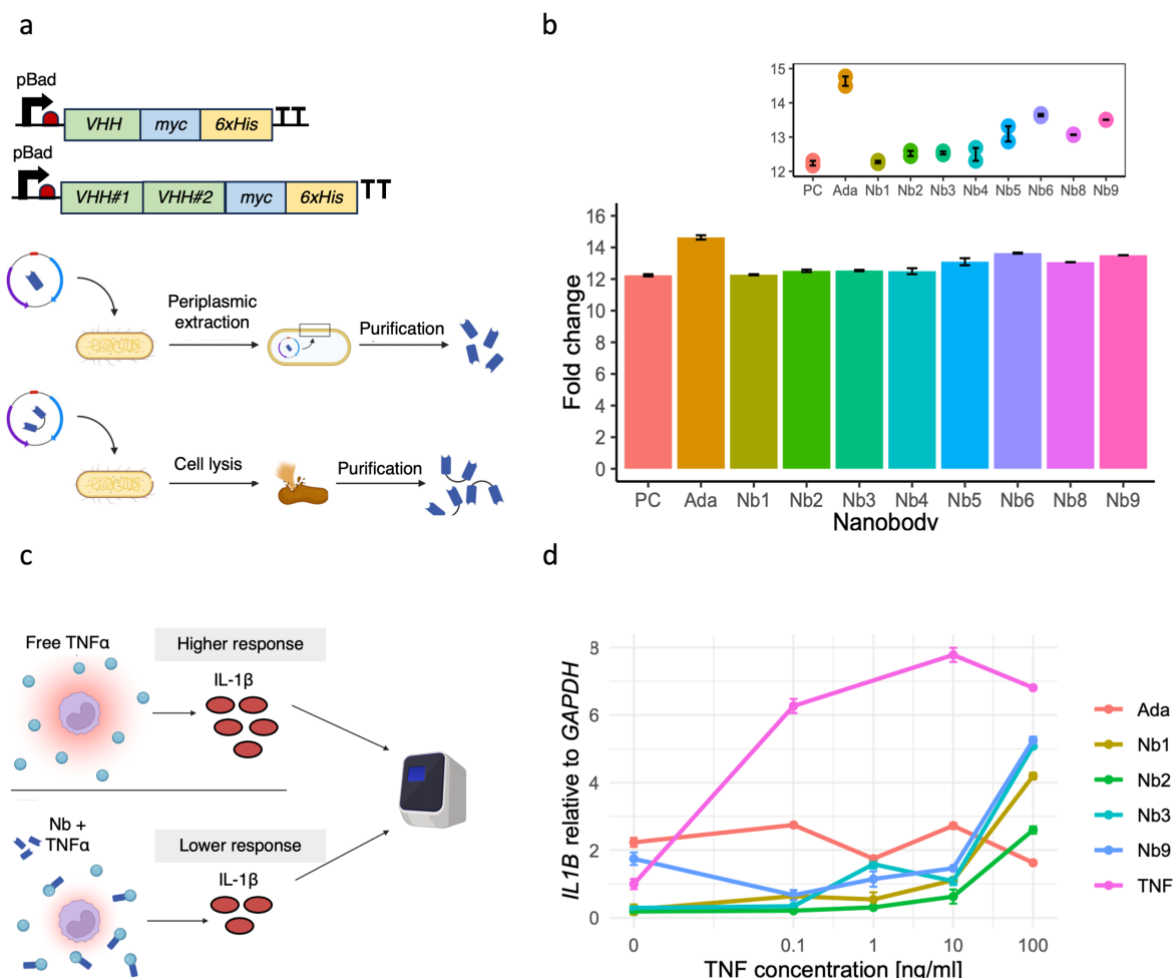 a
pBad
VHH myc 6xHis
TT
pBad
VHH#1 VHH#2 myc 6xHis
TT
Periplasmic
extraction
Purification
Cell lysis
Purification
b
15
14
13
12
PC Ada Nb1 Nb2 Nb3 Nb4 Nb5 Nb6 Nb8 Nb9
Fold change
16
14
12
10
8
6
4
2
0
PC Ada Nb1 Nb2 Nb3 Nb4 Nb5 Nb6 Nb8 Nb9
Nanobody
c
Free TNFα
Higher response
IL-1β
Nb +
TNFα
Lower response
IL-1β
d
IL1B relative to GAPDH
8
6
4
2
0
0 0.1 1 10 100
TNF concentration [ng/ml]
Ada
Nb1
Nb2
Nb3
Nb9
TNF